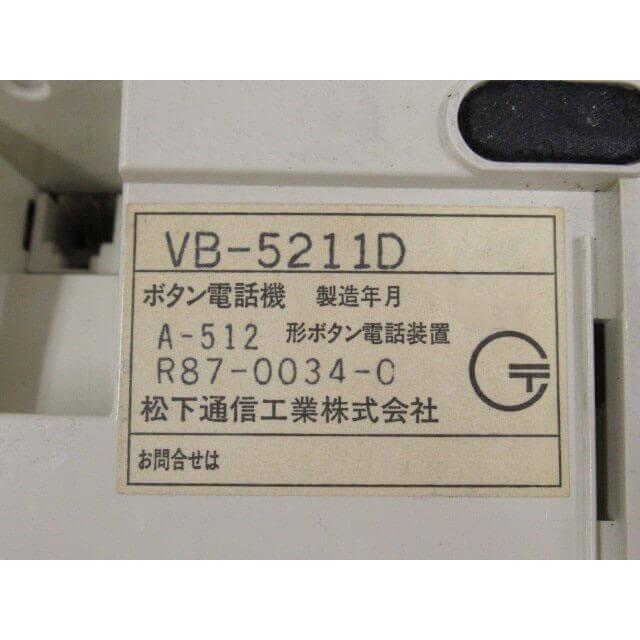 VB-5211D
ボタン電話機 製造年月
A-512 形ボタン電話装置
R87-0034-0
松下通信工業株式会社
お問合せは